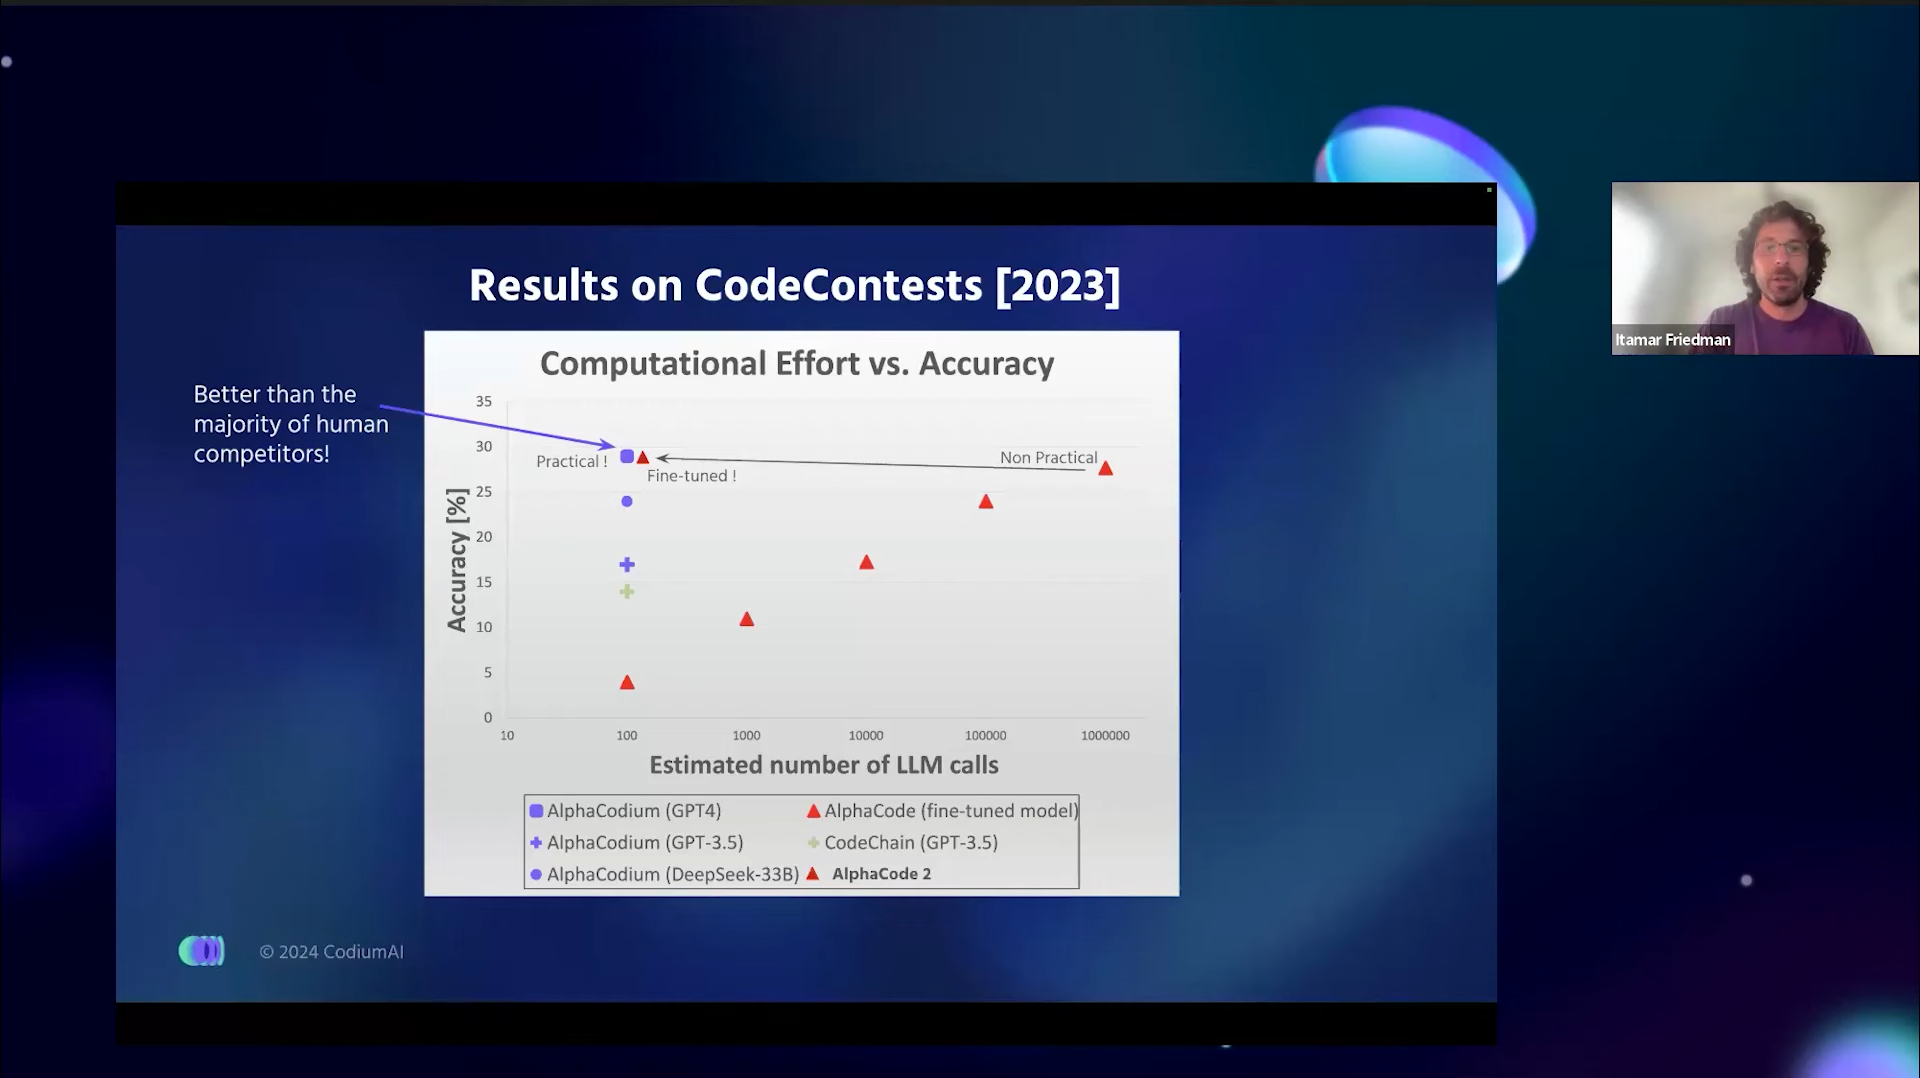 Results on CodeContests [2023]
Better than the
majority of human
competitors!
Computational Effort vs. Accuracy
Accuracy [%]
35
30
25
20
15
10
5
0
Practical !
Fine-tuned !
Non Practical
10 100 1000 10000 100000 1000000
Estimated number of LLM calls
AlphaCodium (GPT4) AlphaCode (fine-tuned model)
AlphaCodium (GPT-3.5) CodeChain (GPT-3.5)
AlphaCodium (DeepSeek-33B) AlphaCode 2
© 2024 CodiumAI
Itamar Friedman